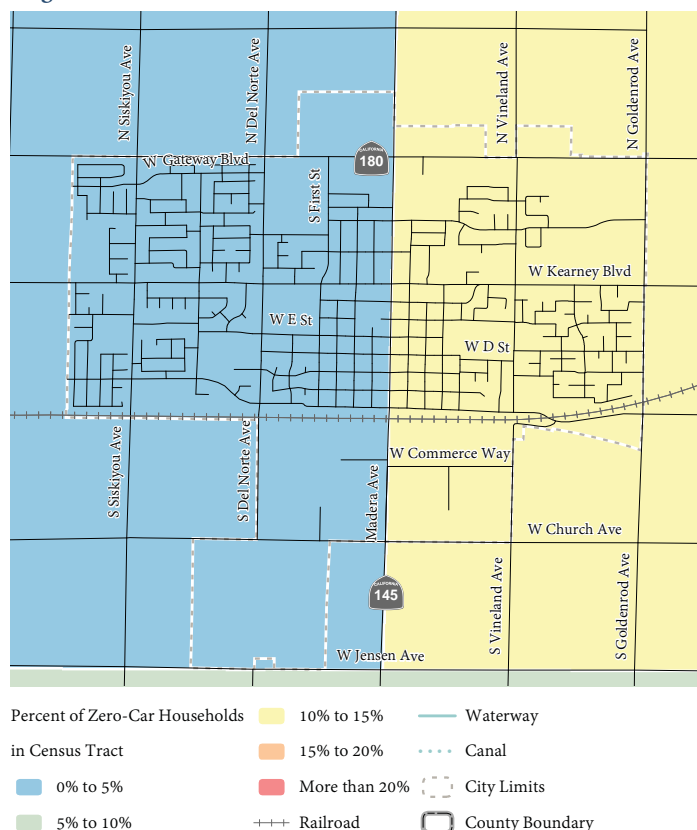 N Siskiyou Ave
N Del Norte Ave
N Vineland Ave
N Goldenrod Ave
W Gateway Blvd
CALIFORNIA
180
S First St
W Kearney Blvd
W E St
W D St
S Siskiyou Ave
S Del Norte Ave
Madera Ave
W Commerce Way
W Church Ave
S Vineland Ave
S Goldenrod Ave
CALIFORNIA
145
W Jensen Ave
Percent of Zero-Car Households
in Census Tract
0% to 5%
5% to 10%
10% to 15%
15% to 20%
More than 20%
Railroad
Waterway
Canal
City Limits
County Boundary